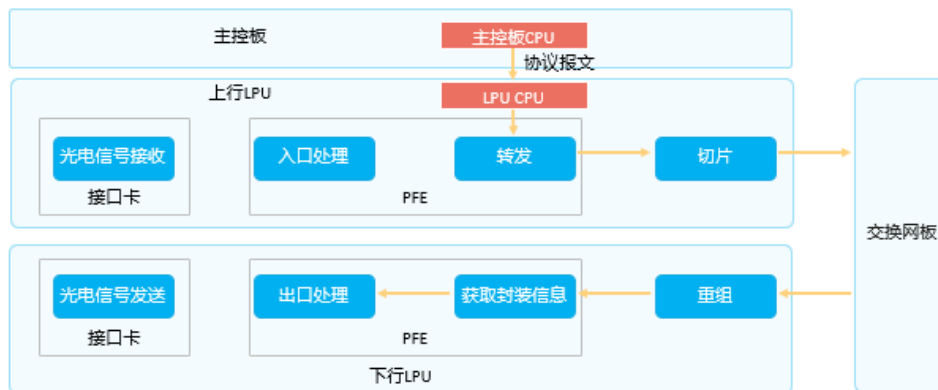 主控板
主控板CPU
协议报文
上行LPU
LPU CPU
光电信号接收
入口处理
转发
切片
接口卡
PFE
交换网板
光电信号发送
出口处理
获取封装信息
重组
接口卡
PFE
下行LPU